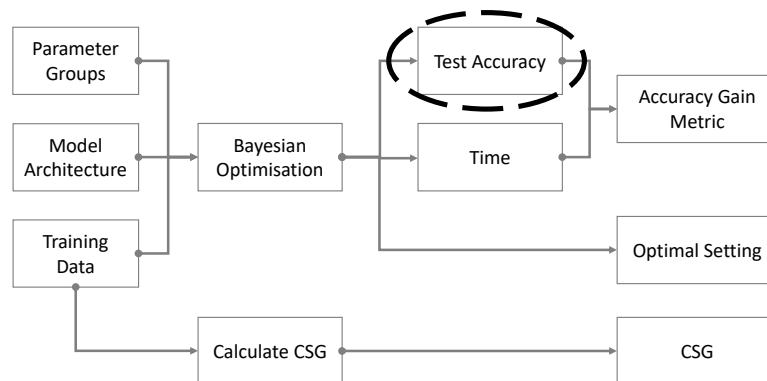 Parameter
Groups
Test Accuracy
Accuracy Gain
Metric
Model
Architecture
Bayesian
Optimisation
Time
Training
Data
Optimal Setting
Calculate CSG
CSG